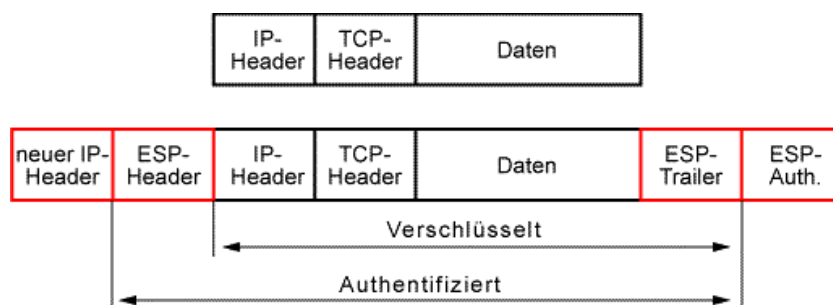 IP-
Header
TCP-
Header
Daten
neuer IP-
Header
ESP-
Header
IP-
Header
TCP-
Header
Daten
ESP-
Trailer
ESP-
Auth.
Verschlüsselt
Authentifiziert